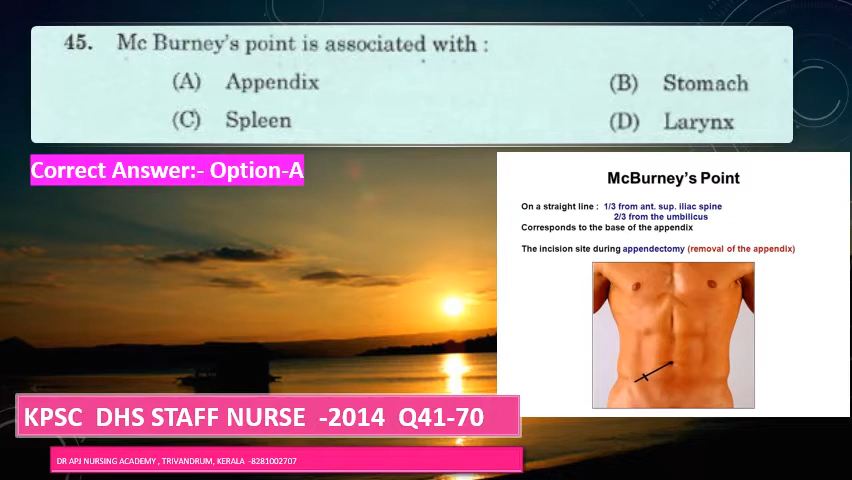 45. Mc Burney's point is associated with :
(A) Appendix (B) Stomach
(C) Spleen (D) Larynx
Correct Answer:- Option-A
McBurney's Point
On a straight line : 1/3 from ant. sup. iliac spine
2/3 from the umbilicus
Corresponds to the base of the appendix
The incision site during appendectomy (removal of the appendix)
KPSC DHS STAFF NURSE -2014 Q41-70
DR APJ NURSING ACADEMY , TRIVANDRUM, KERALA -8281002707